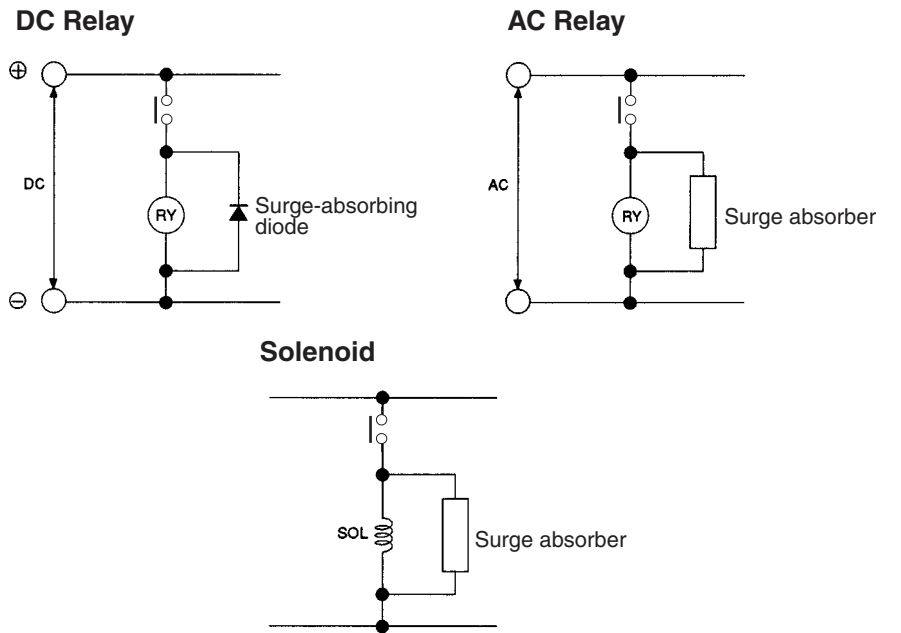 DC Relay
AC Relay
⊕
DC
RY
Surge-absorbing
diode
⊖
AC
RY
Surge absorber
Solenoid
SOL
Surge absorber